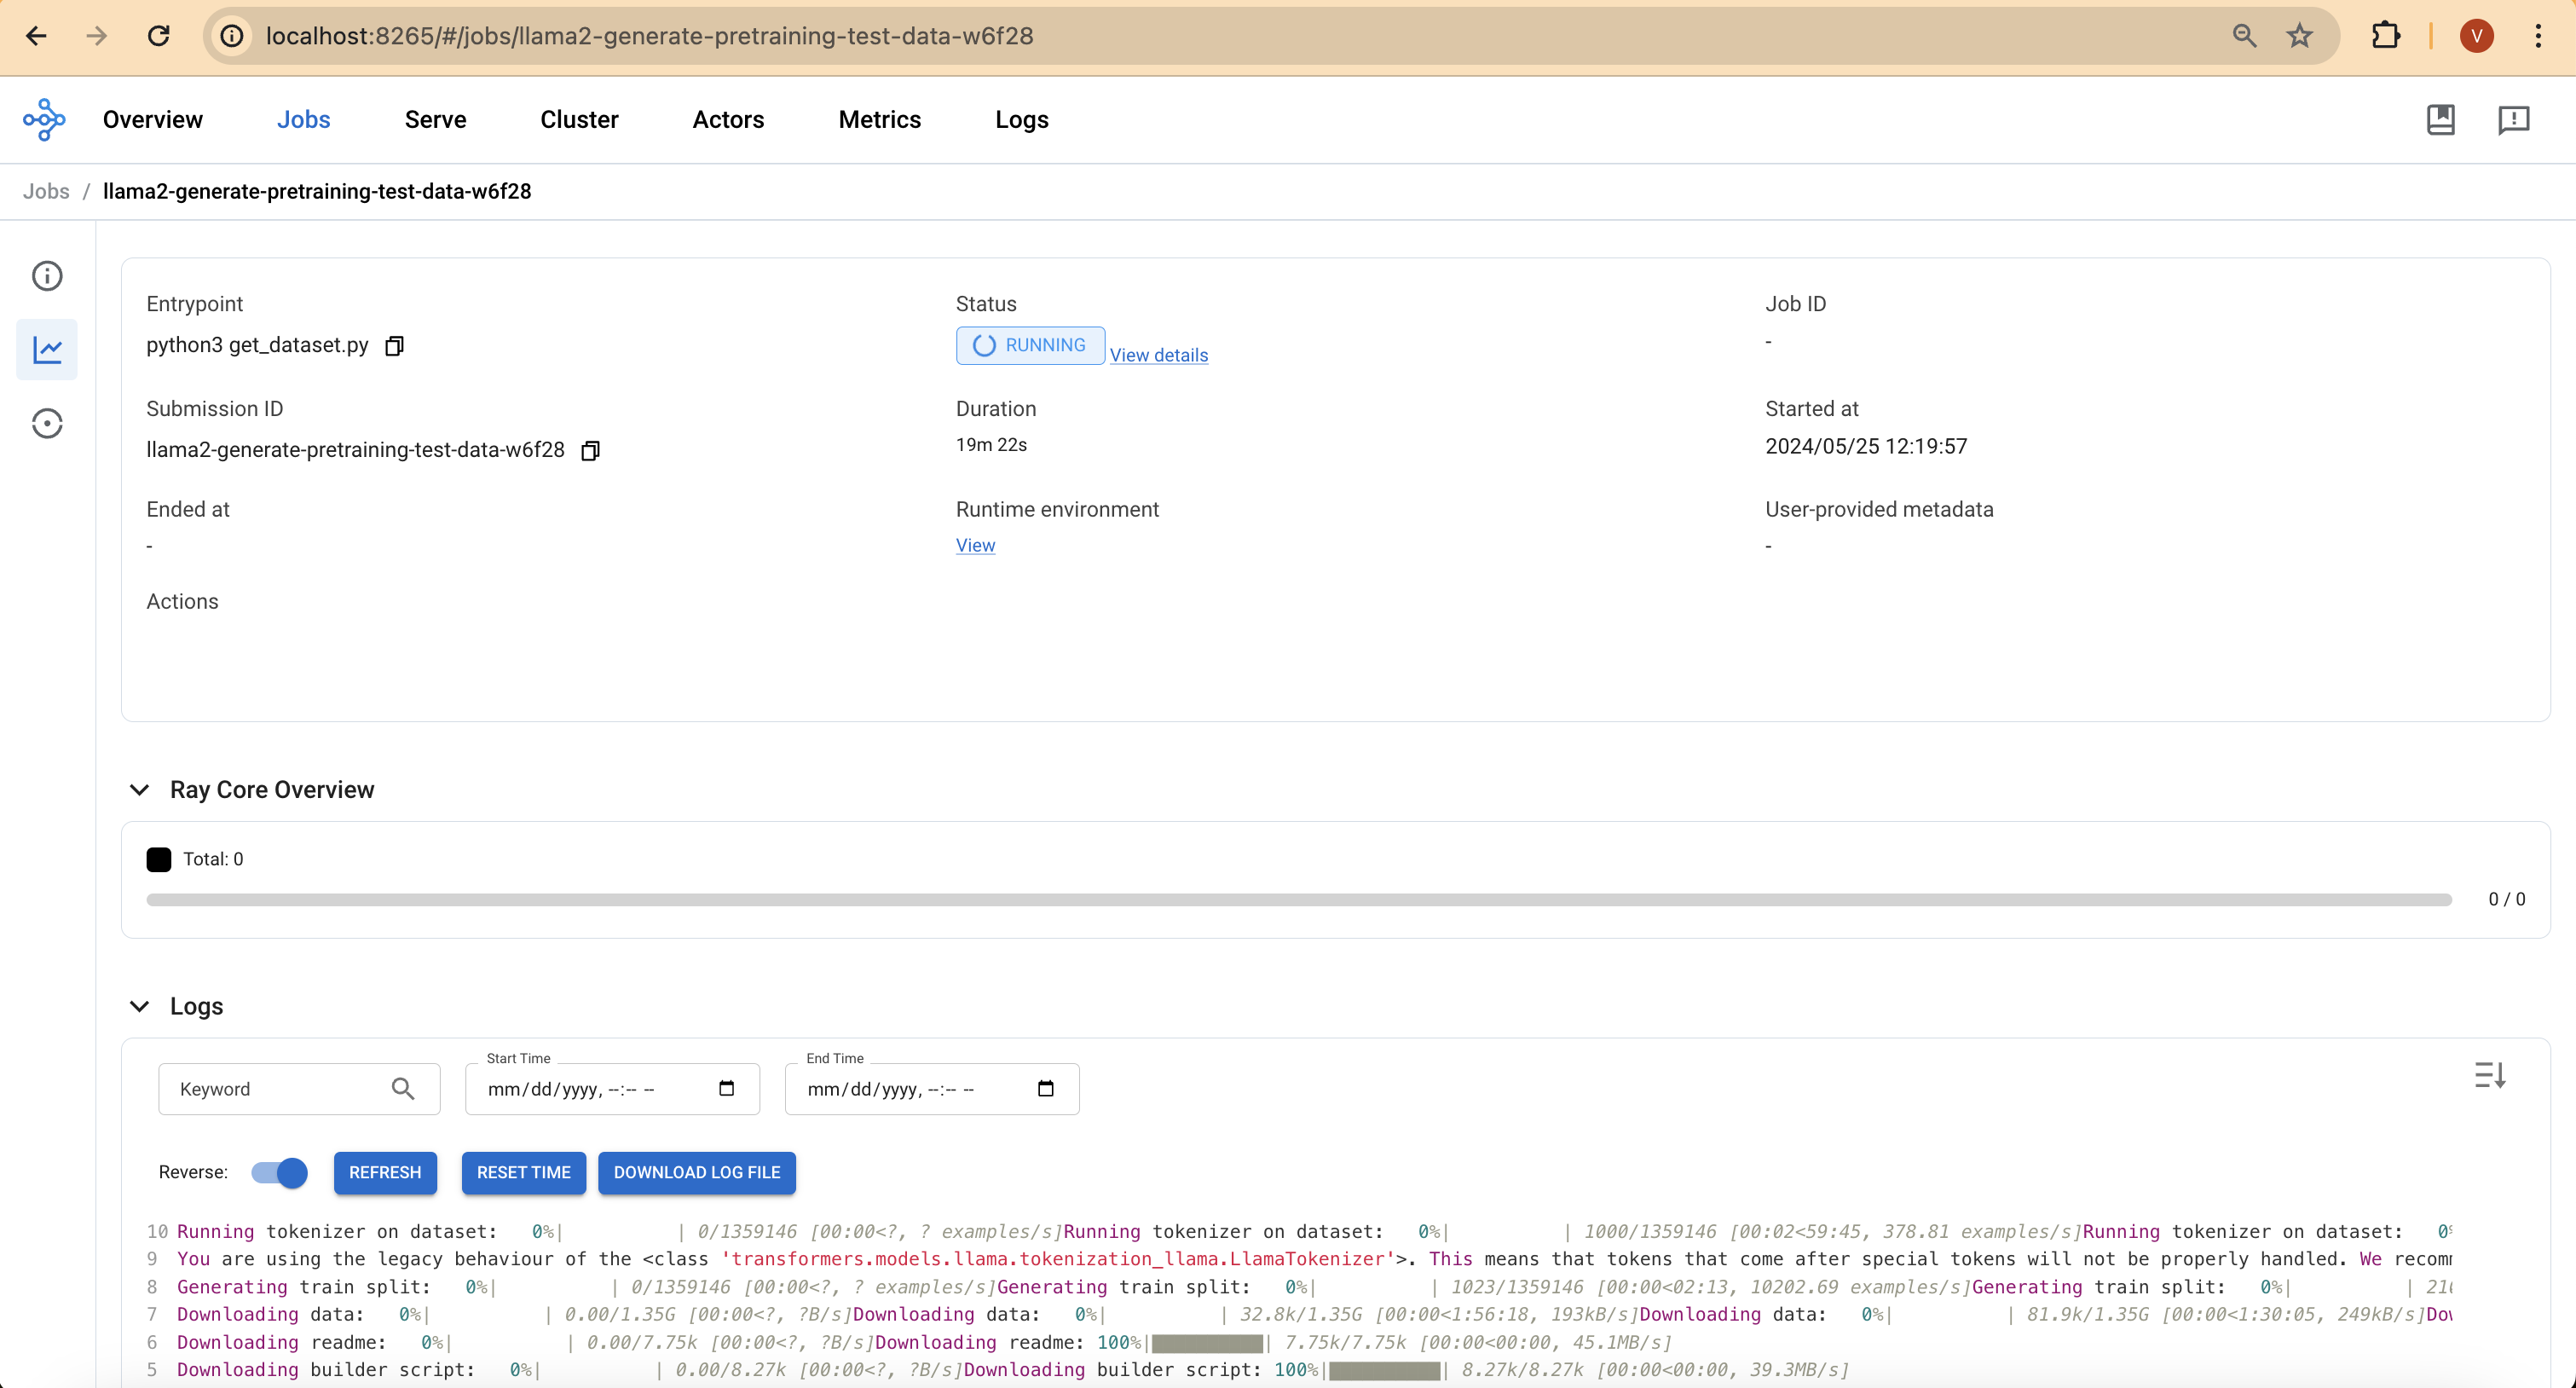 localhost:8265/#/jobs/llama2-generate-pretraining-test-data-w6f28
V
Overview Jobs Serve Cluster Actors Metrics Logs
Jobs / llama2-generate-pretraining-test-data-w6f28
Entrypoint
python3 get_dataset.py
Status
RUNNING View details
Job ID
-
Submission ID
llama2-generate-pretraining-test-data-w6f28
Duration
19m 22s
Started at
2024/05/25 12:19:57
Ended at
-
Runtime environment
View
User-provided metadata
-
Actions
Ray Core Overview
Total: 0
0 / 0
Logs
Keyword
Start Time
mm/dd/yyyy, --:-- --
End Time
mm/dd/yyyy, --:-- --
Reverse: REFRESH RESET TIME DOWNLOAD LOG FILE
10 Running tokenizer on dataset: 0%| | 0/1359146 [00:00<?, ? examples/s]Running tokenizer on dataset: 0%| | 1000/1359146 [00:02<59:45, 378.81 examples/s]Running tokenizer on dataset: 0%
9 You are using the legacy behaviour of the <class 'transformers.models.llama.tokenization_llama.LlamaTokenizer'>. This means that tokens that come after special tokens will not be properly handled. We recom
8 Generating train split: 0%| | 0/1359146 [00:00<?, ? examples/s]Generating train split: 0%| | 1023/1359146 [00:00<02:13, 10202.69 examples/s]Generating train split: 0%| | 21
7 Downloading data: 0%| | 0.00/1.35G [00:00<?, ?B/s]Downloading data: 0%| | 32.8k/1.35G [00:00<1:56:18, 193kB/s]Downloading data: 0%| | 81.9k/1.35G [00:00<1:30:05, 249kB/s]Do
6 Downloading readme: 0%| | 0.00/7.75k [00:00<?, ?B/s]Downloading readme: 100%|██████████| 7.75k/7.75k [00:00<00:00, 45.1MB/s]
5 Downloading builder script: 0%| | 0.00/8.27k [00:00<?, ?B/s]Downloading builder script: 100%|██████████| 8.27k/8.27k [00:00<00:00, 39.3MB/s]